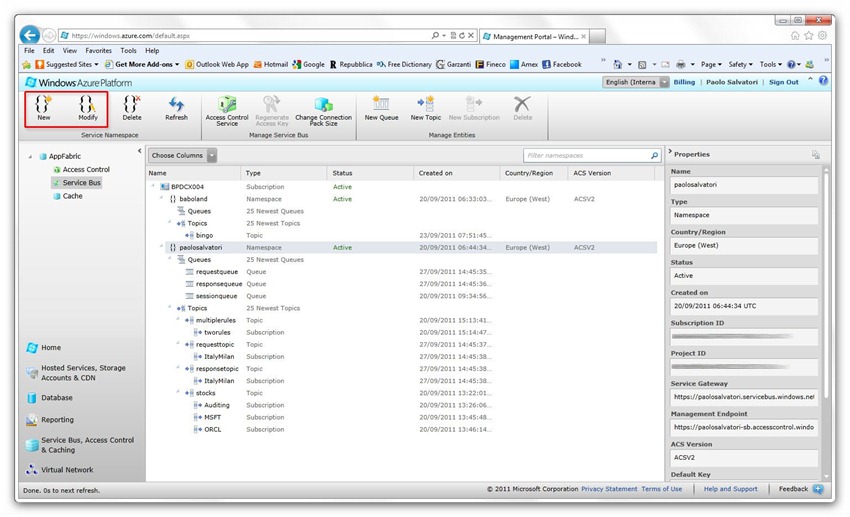 https://windows.azure.com/default.aspx
Management Portal – Wind...
File Edit View Favorites Tools Help
Suggested Sites Get More Add-ons Outlook Web App Hotmail Google Repubblica Free Dictionary Garzanti Fineco Amex Facebook » Page Safety Tools
Windows Azure Platform
English (Interna Billing | Paolo Salvatori | Sign Out
New Modify Delete Refresh Access Control Service Regenerate Access Key Change Connection Pack Size New Queue New Topic New Subscription Delete
Service Namespace Manage Service Bus Manage Entities
AppFabric
Access Control
Service Bus
Cache
Home
Hosted Services, Storage Accounts & CDN
Database
Reporting
Service Bus, Access Control & Caching
Virtual Network
Choose Columns Filter namespaces
Name Type Status Created on Country/Region ACS Version
BPDCX004 Subscription Active
baboland Namespace Active 20/09/2011 06:33:03... Europe (West) ACSV2
Queues 25 Newest Queues
Topics 25 Newest Topics
bingo Topic 23/09/2011 07:51:45...
paolosalvatori Namespace Active 20/09/2011 06:44:34... Europe (West) ACSV2
Queues 25 Newest Queues
requestqueue Queue 27/09/2011 14:45:35...
responsequeue Queue 27/09/2011 14:45:36...
sessionqueue Queue 20/09/2011 09:34:56...
Topics 25 Newest Topics
multiplerules Topic 20/09/2011 15:13:41...
tworules Subscription 20/09/2011 15:14:47...
requesttopic Topic 27/09/2011 14:45:37...
ItalyMilan Subscription 27/09/2011 14:45:38...
responsetopic Topic 27/09/2011 14:45:38...
ItalyMilan Subscription 27/09/2011 14:45:38...
stocks Topic 20/09/2011 13:22:01...
Auditing Subscription 20/09/2011 13:26:06...
MSFT Subscription 20/09/2011 13:45:48...
ORCL Subscription 20/09/2011 13:46:14...
Properties
Name
paolosalvatori
Type
Namespace
Country/Region
Europe (West)
Status
Active
Created on
20/09/2011 06:44:34 UTC
Subscription ID
Project ID
Service Gateway
https://paolosalvatori.servicebus.windows.net
Management Endpoint
https://paolosalvatori-sb.accesscontrol.windo
ACS Version
ACSV2
Default Key
Done. 0s to next refresh.
© 2011 Microsoft Corporation Privacy Statement Terms of Use | Help and Support | Feedback